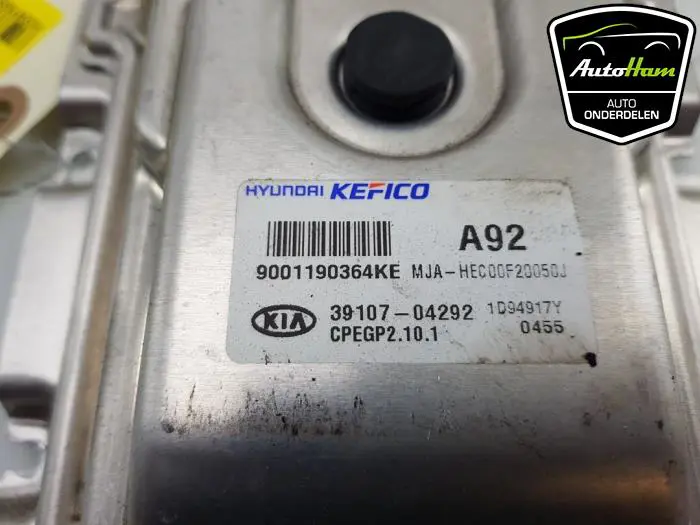 AutoHam
AUTO
ONDERDELEN
HYUNDAI KEFICO
A92
9001190364KE MJA-HEC00F20050J
KIA 39107-04292 1D94917Y
CPEGP2.10.1 0455